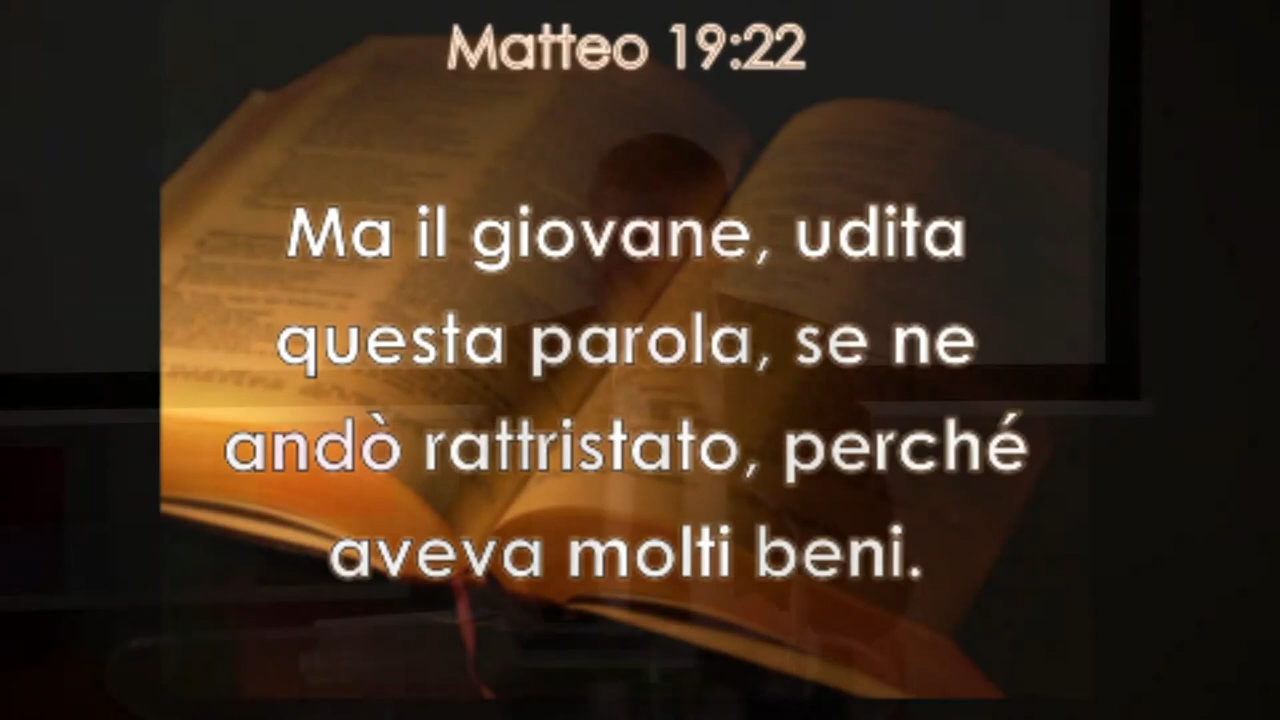 Matteo 19:22
Ma il giovane, udita
questa parola, se ne
andò rattristato, perché
aveva molti beni.